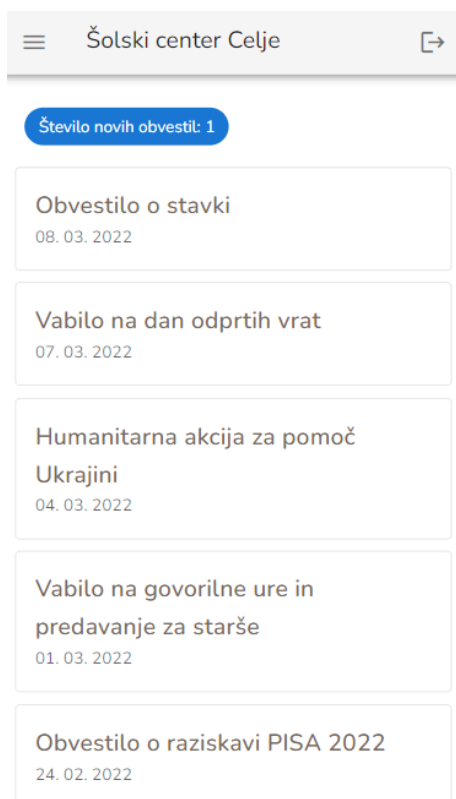 Šolski center Celje
Število novih obvestil: 1
Obvestilo o stavki
08. 03. 2022
Vabilo na dan odprtih vrat
07. 03. 2022
Humanitarna akcija za pomoč
Ukrajini
04. 03. 2022
Vabilo na govorilne ure in
predavanje za starše
01. 03. 2022
Obvestilo o raziskavi PISA 2022
24. 02. 2022